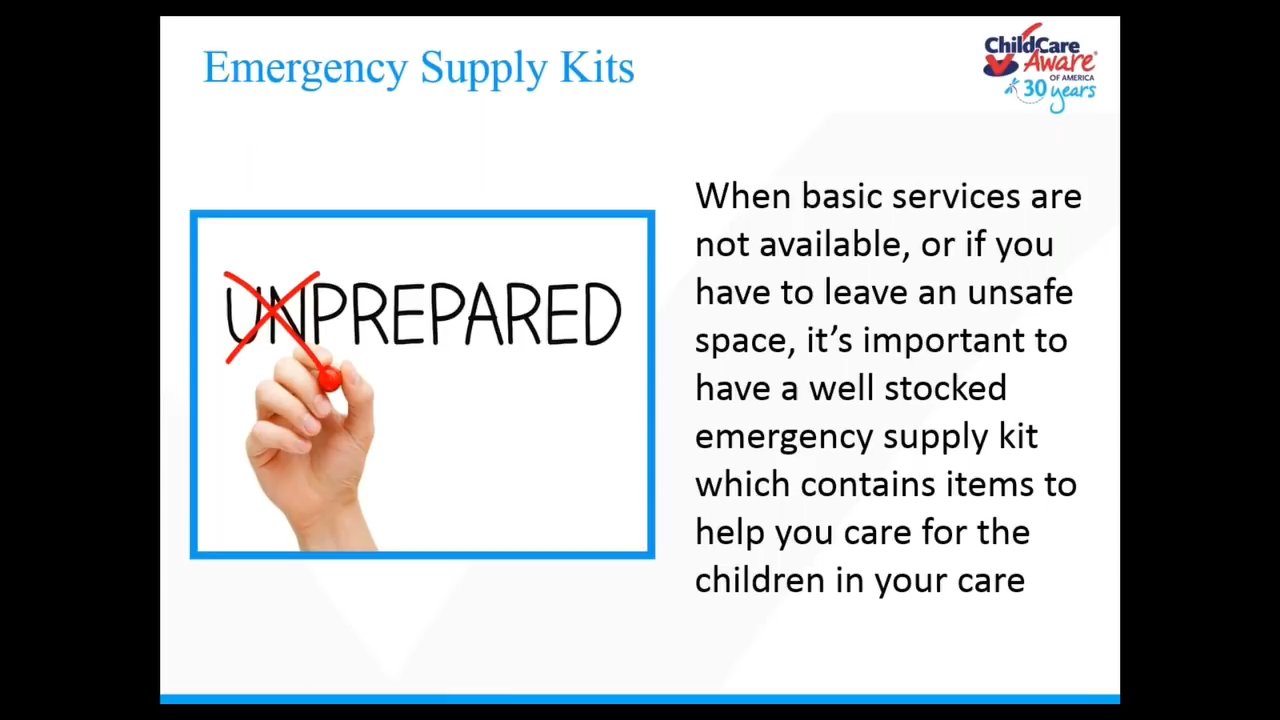 Emergency Supply Kits
ChildCare
Aware®
OF AMERICA
30 years
UNPREPARED
When basic services are
not available, or if you
have to leave an unsafe
space, it’s important to
have a well stocked
emergency supply kit
which contains items to
help you care for the
children in your care